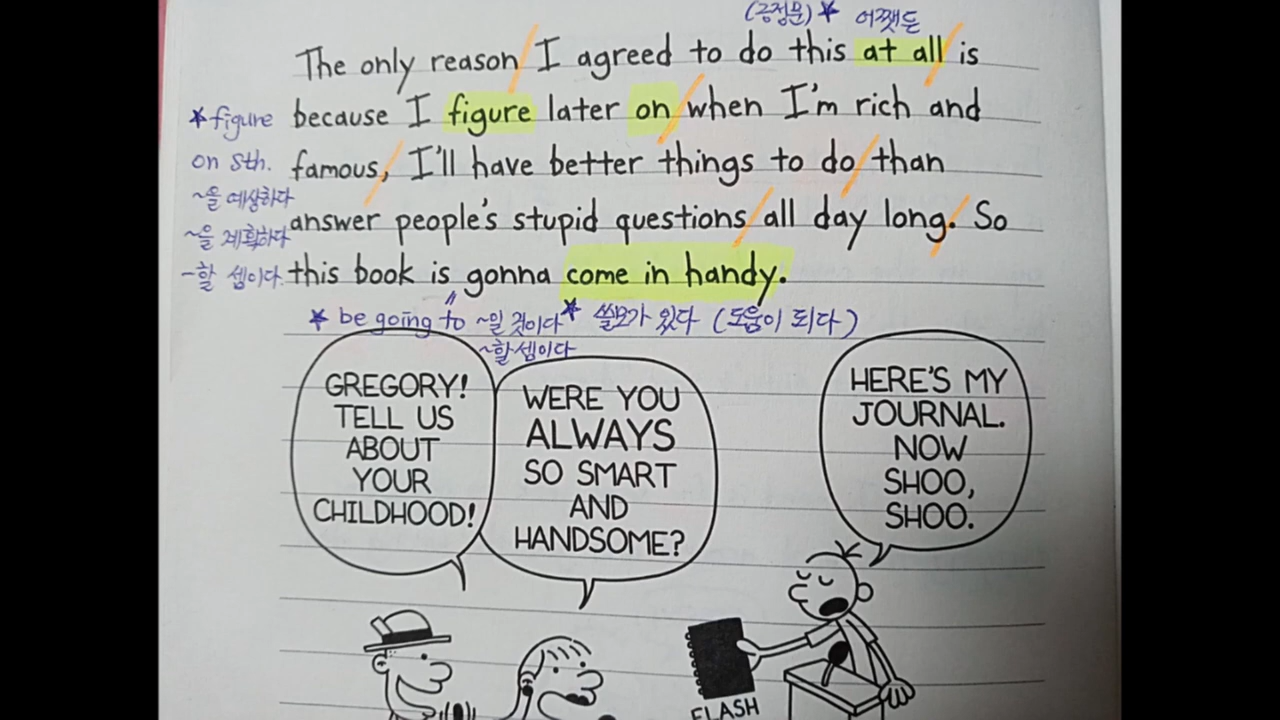 (긍정문) * 어쨋든
The only reason / I agreed to do this at all / is
because I figure later on / when I'm rich and
famous, / I'll have better things to do / than
answer people's stupid questions / all day long. / So
this book is gonna come in handy.
* figure
on sth.
~을 예상하다
~을 계획하다
~할 셈이다.
* be going to ~일 것이다 * 쓸모가 있다 (도움이 되다)
~할 셈이다
GREGORY!
TELL US
ABOUT
YOUR
CHILDHOOD!
WERE YOU
ALWAYS
SO SMART
AND
HANDSOME?
HERE'S MY
JOURNAL.
NOW
SHOO,
SHOO.
FLASH